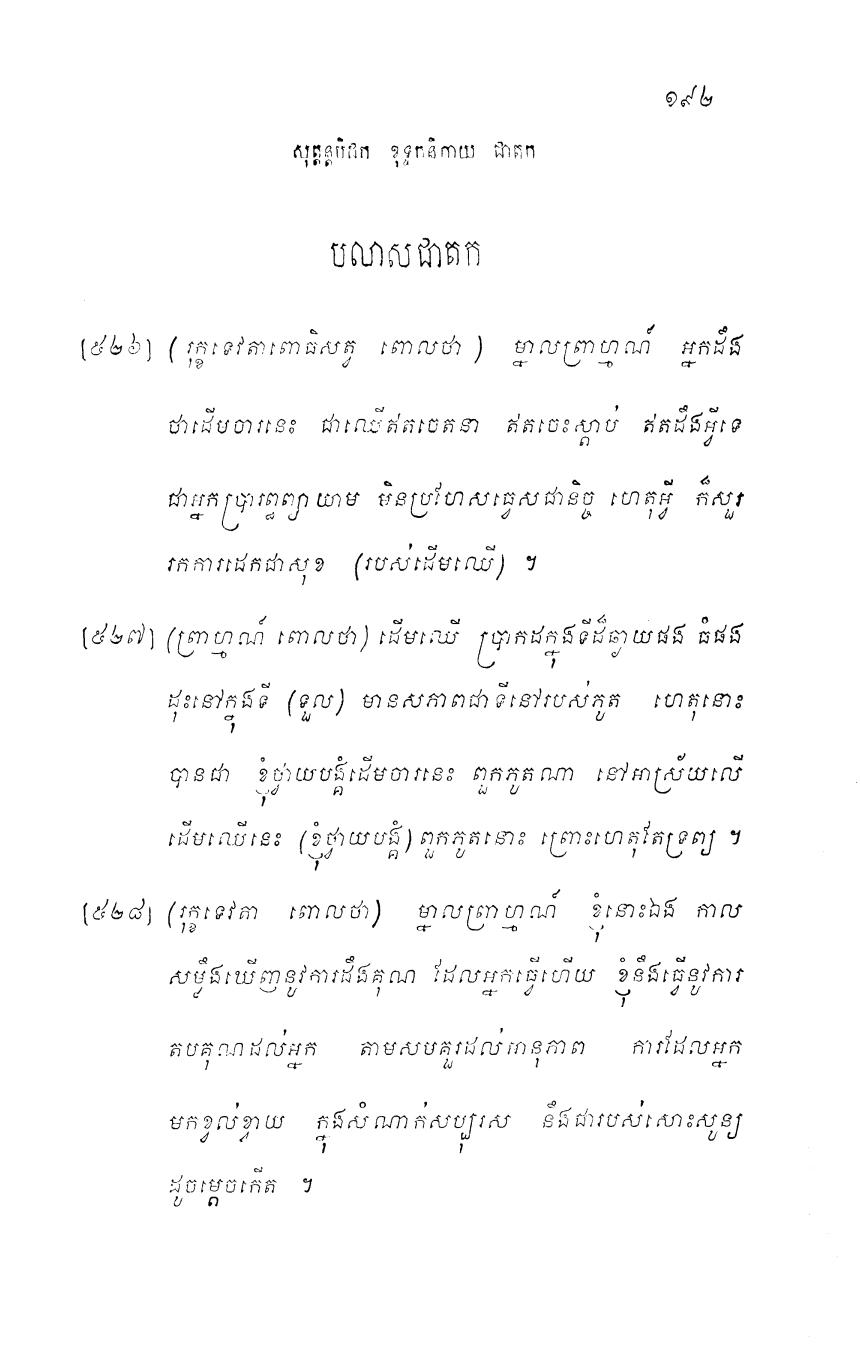 ១៩២
សុត្តន្តបិដក ខុទ្ទកនិកាយ ជាតក
បលាសជាតក
[៥២៦] (រុក្ខទេវតាពោធិសត្វ ពោលថា) ម្នាលព្រាហ្មណ៍ អ្នកដឹង
ថាដើមចារនេះ ជាឈើឥតចេតនា ឥតចេះស្តាប់ ឥតដឹងអ្វីទេ
ជាអ្នកប្រារព្ធព្យាយាម មិនប្រហែសធ្វេសជានិច្ច ហេតុអ្វី ក៏សួរ
រកការដេកជាសុខ (របស់ដើមឈើ) ។
[៥២៧] (ព្រាហ្មណ៍ ពោលថា) ដើមឈើ ប្រាកដក្នុងទីដ៏ឆ្ងាយផង ធំផង
ដុះនៅក្នុងទី (ទួល) មានសភាពជាទីនៅរបស់ភូត ហេតុនោះ
បានជា ខ្ញុំថ្វាយបង្គំដើមចារនេះ ពួកភូតណា នៅអាស្រ័យលើ
ដើមឈើនេះ (ខ្ញុំថ្វាយបង្គំ) ពួកភូតនោះ ព្រោះហេតុតែទ្រព្យ ។
[៥២៨] (រុក្ខទេវតា ពោលថា) ម្នាលព្រាហ្មណ៍ ខ្ញុំនោះឯង កាល
សម្លឹងឃើញនូវការដឹងគុណ ដែលអ្នកធ្វើហើយ ខ្ញុំនឹងធ្វើនូវការ
តបគុណដល់អ្នក តាមសមគួរដល់អានុភាព ការដែលអ្នក
មកខ្វល់ខ្វាយ ក្នុងសំណាក់សប្បុរស នឹងជារបស់សោះសូន្យ
ដូចម្តេចកើត ។